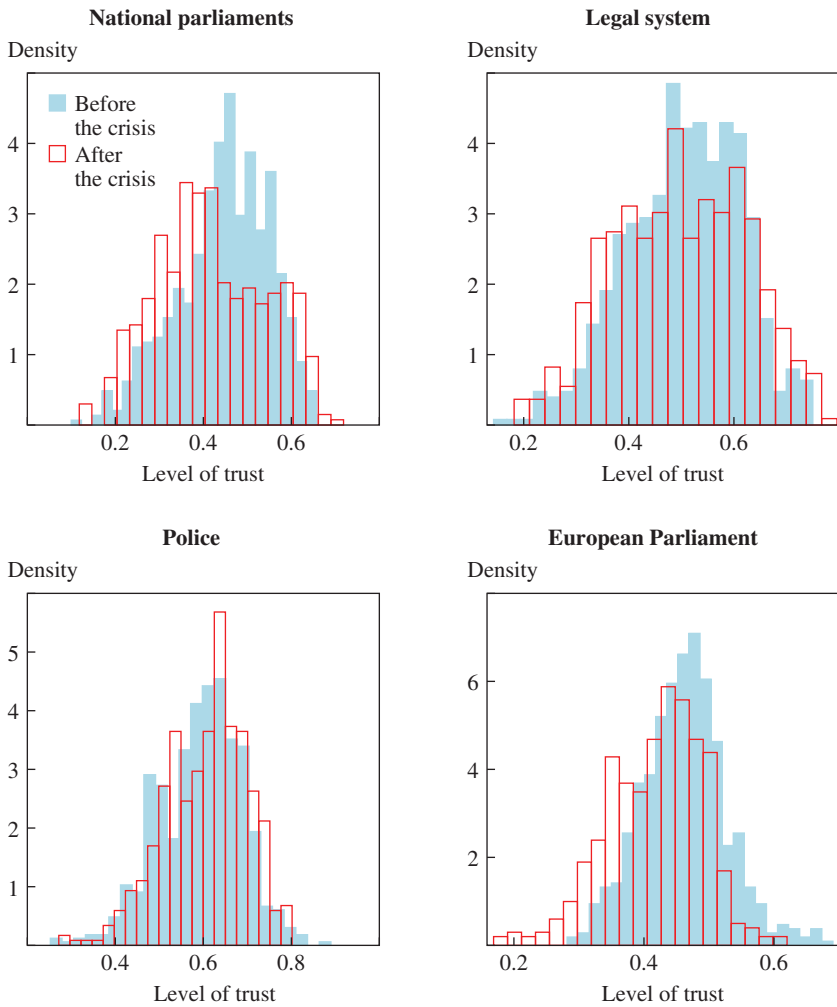 National parliaments
Density
Before
the crisis
After
the crisis
4
3
2
1
0.2 0.4 0.6
Level of trust
Legal system
Density
4
3
2
1
0.2 0.4 0.6
Level of trust
Police
Density
5
4
3
2
1
0.4 0.6 0.8
Level of trust
European Parliament
Density
6
4
2
0.2 0.4 0.6
Level of trust